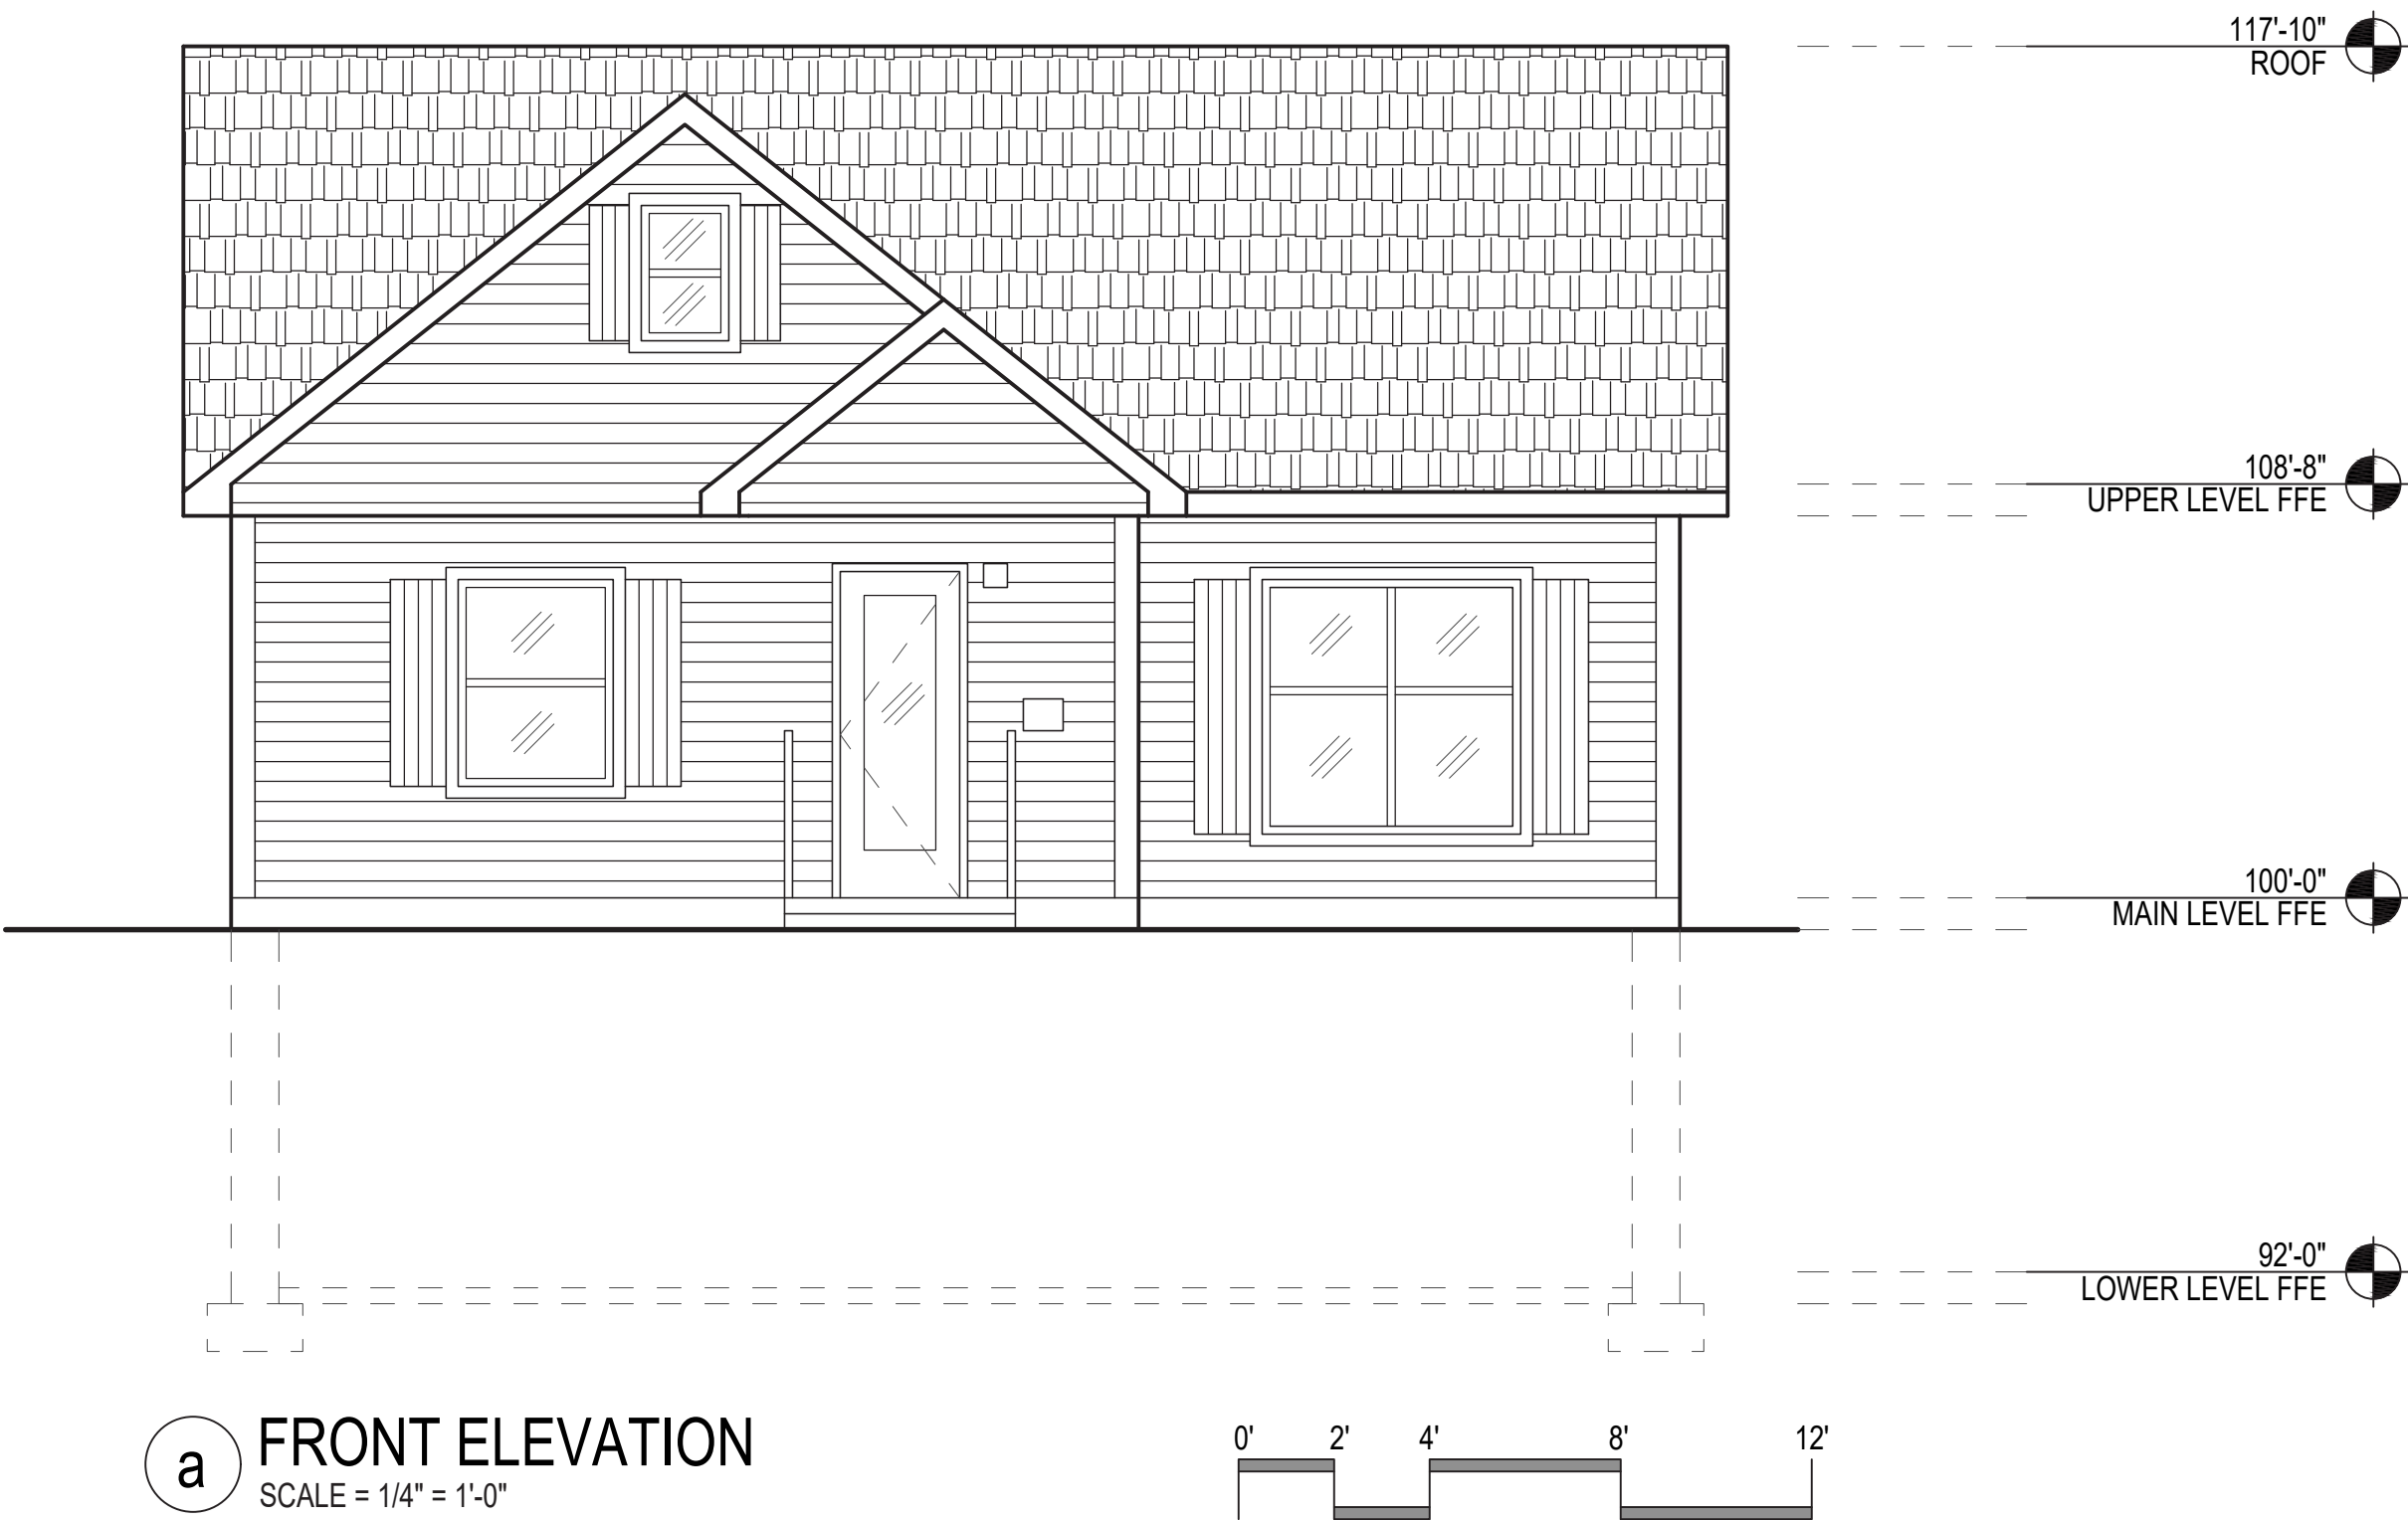 117'-10"
ROOF
108'-8"
UPPER LEVEL FFE
100'-0"
MAIN LEVEL FFE
92'-0"
LOWER LEVEL FFE
a
FRONT ELEVATION
SCALE = 1/4" = 1'-0"
0' 2' 4' 8' 12'